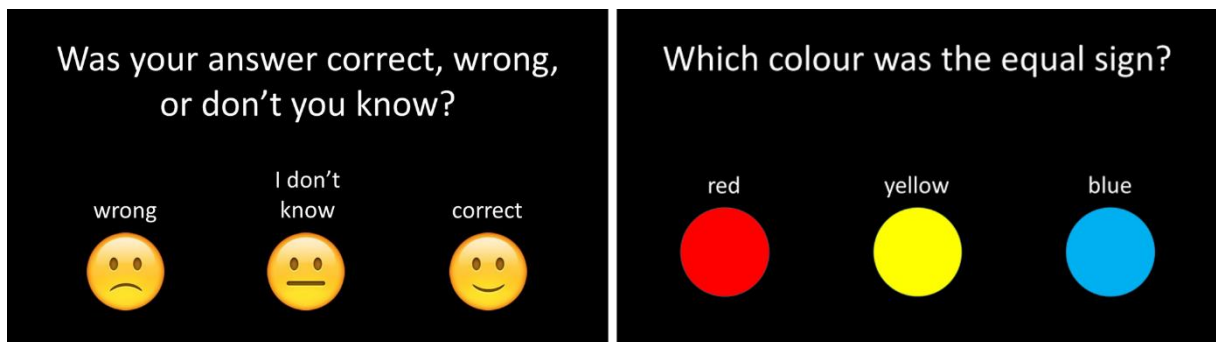 Was your answer correct, wrong,
or don't you know?
I don't
wrong know correct
Which colour was the equal sign?
red yellow blue